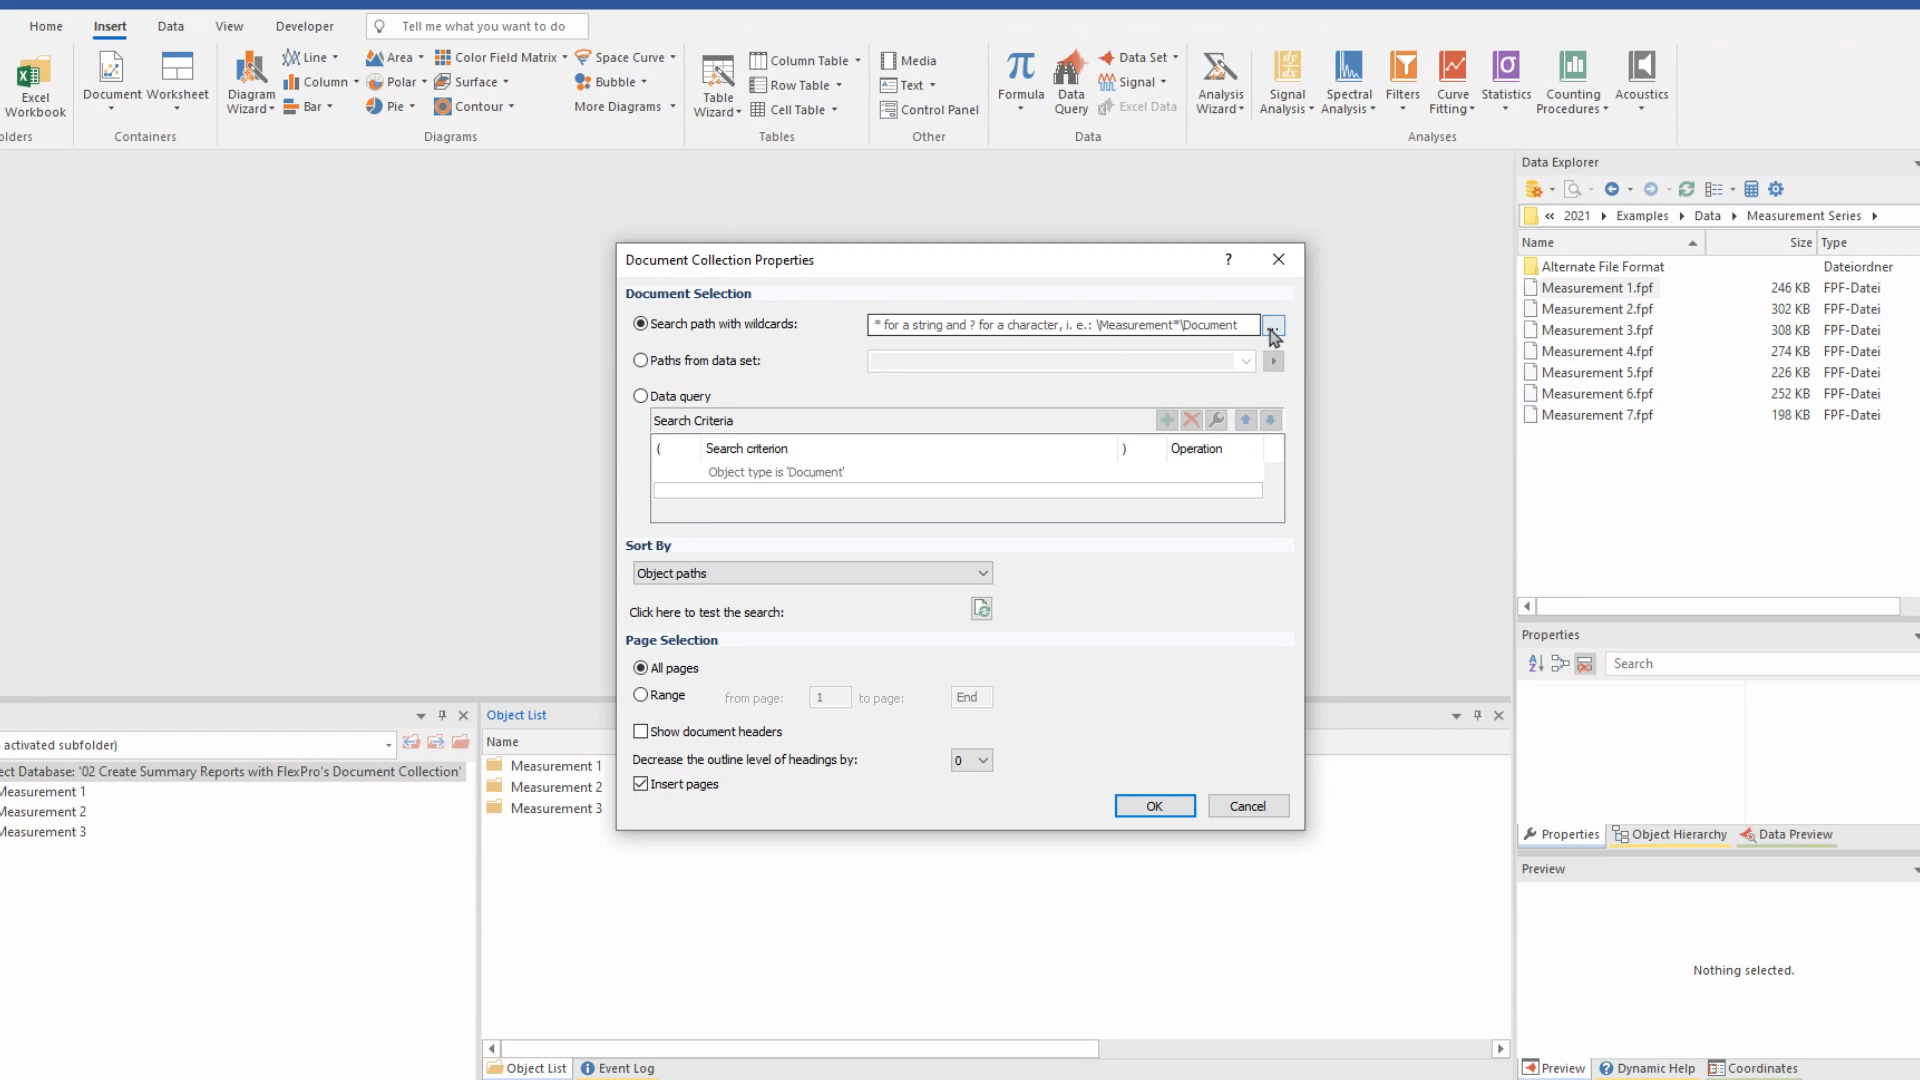 Home Insert Data View Developer Tell me what you want to do
Excel Workbook
Document Worksheet
Diagram Wizard
Line Area Color Field Matrix Space Curve
Column Polar Surface Bubble
Bar Pie Contour More Diagrams
Table Wizard
Column Table
Row Table
Cell Table
Media
Text
Control Panel
Formula Data Query
Data Set
Signal
Excel Data
Analysis Wizard
Signal Analysis
Spectral Analysis
Filters
Curve Fitting
Statistics
Counting Procedures
Acoustics
olders Containers Diagrams Tables Other Data Analyses
Data Explorer
« 2021 Examples Data Measurement Series
Name Size Type
Alternate File Format Dateiordner
Measurement 1.fpf 246 KB FPF-Datei
Measurement 2.fpf 302 KB FPF-Datei
Measurement 3.fpf 308 KB FPF-Datei
Measurement 4.fpf 274 KB FPF-Datei
Measurement 5.fpf 226 KB FPF-Datei
Measurement 6.fpf 252 KB FPF-Datei
Measurement 7.fpf 198 KB FPF-Datei
Document Collection Properties ?
Document Selection
Search path with wildcards: * for a string and ? for a character, i. e.: \Measurement*\Document
Paths from data set:
Data query
Search Criteria
( Search criterion ) Operation
Object type is 'Document'
Sort By
Object paths
Click here to test the search:
Page Selection
All pages
Range from page: 1 to page: End
Show document headers
Decrease the outline level of headings by: 0
Insert pages
OK Cancel
activated subfolder)
ect Database: '02 Create Summary Reports with FlexPro's Document Collection'
Measurement 1
Measurement 2
Measurement 3
Object List
Name
Measurement 1
Measurement 2
Measurement 3
Object List Event Log
Properties
Search
Properties Object Hierarchy Data Preview
Preview
Nothing selected.
Preview Dynamic Help Coordinates